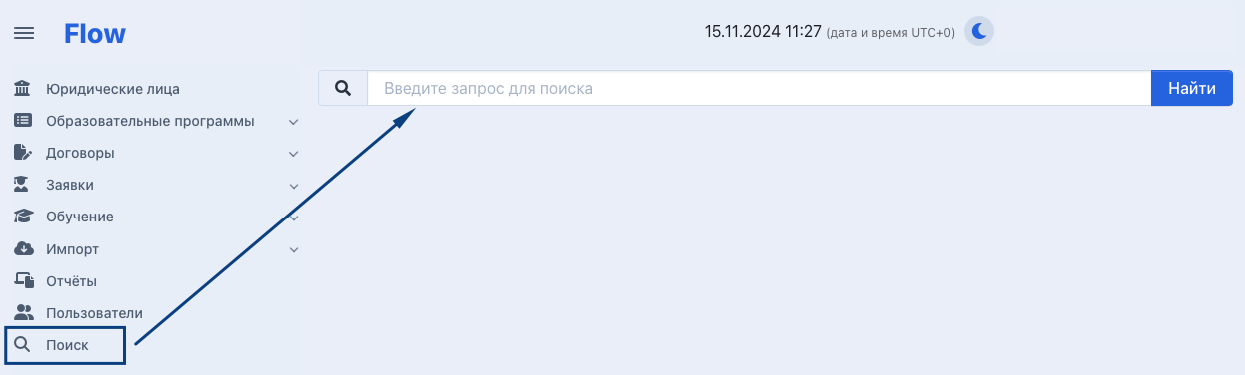 Flow
15.11.2024 11:27 (дата и время UTC+0)
Введите запрос для поиска
Найти
Юридические лица
Образовательные программы
Договоры
Заявки
Обучение
Импорт
Отчёты
Пользователи
Поиск